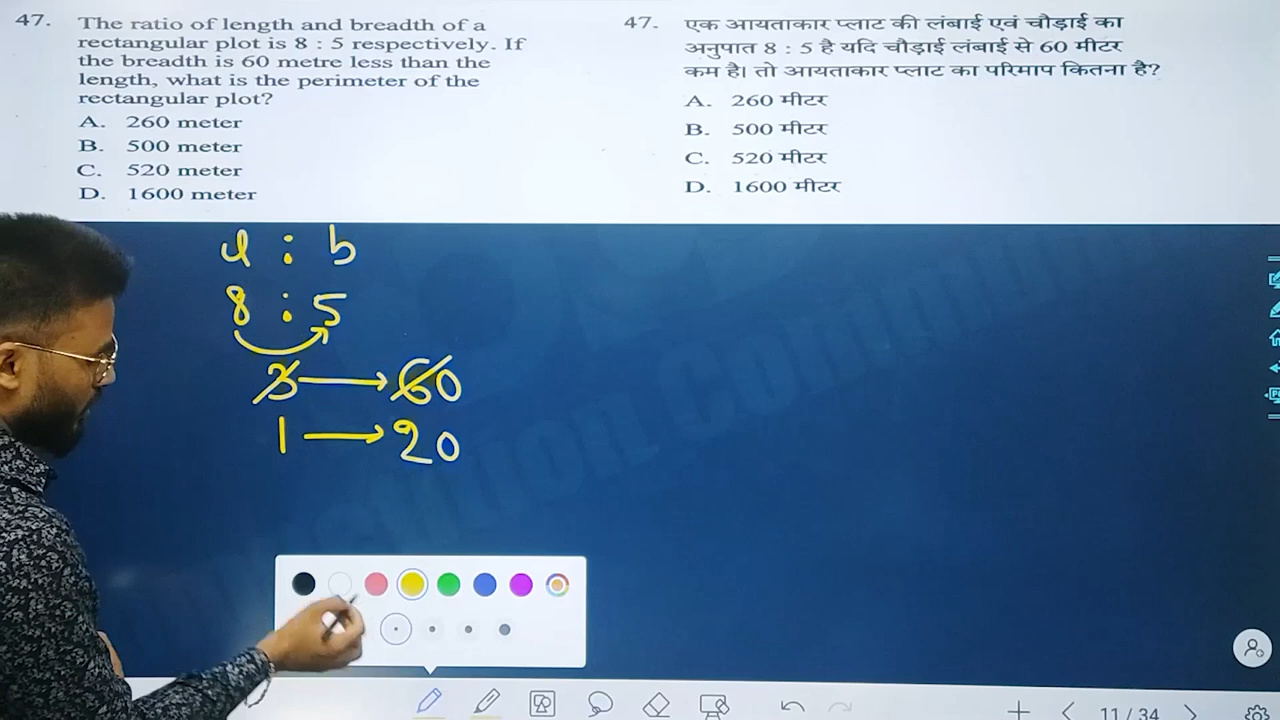 47. The ratio of length and breadth of a
rectangular plot is 8 : 5 respectively. If
the breadth is 60 metre less than the
length, what is the perimeter of the
rectangular plot?
A. 260 meter
B. 500 meter
C. 520 meter
D. 1600 meter
47. एक आयताकार प्लाट की लंबाई एवं चौड़ाई का
अनुपात 8 : 5 है यदि चौड़ाई लंबाई से 60 मीटर
कम है। तो आयताकार प्लाट का परिमाप कितना है?
A. 260 मीटर
B. 500 मीटर
C. 520 मीटर
D. 1600 मीटर
: b
8 : 5
3 → 60
1 → 20
11 / 34